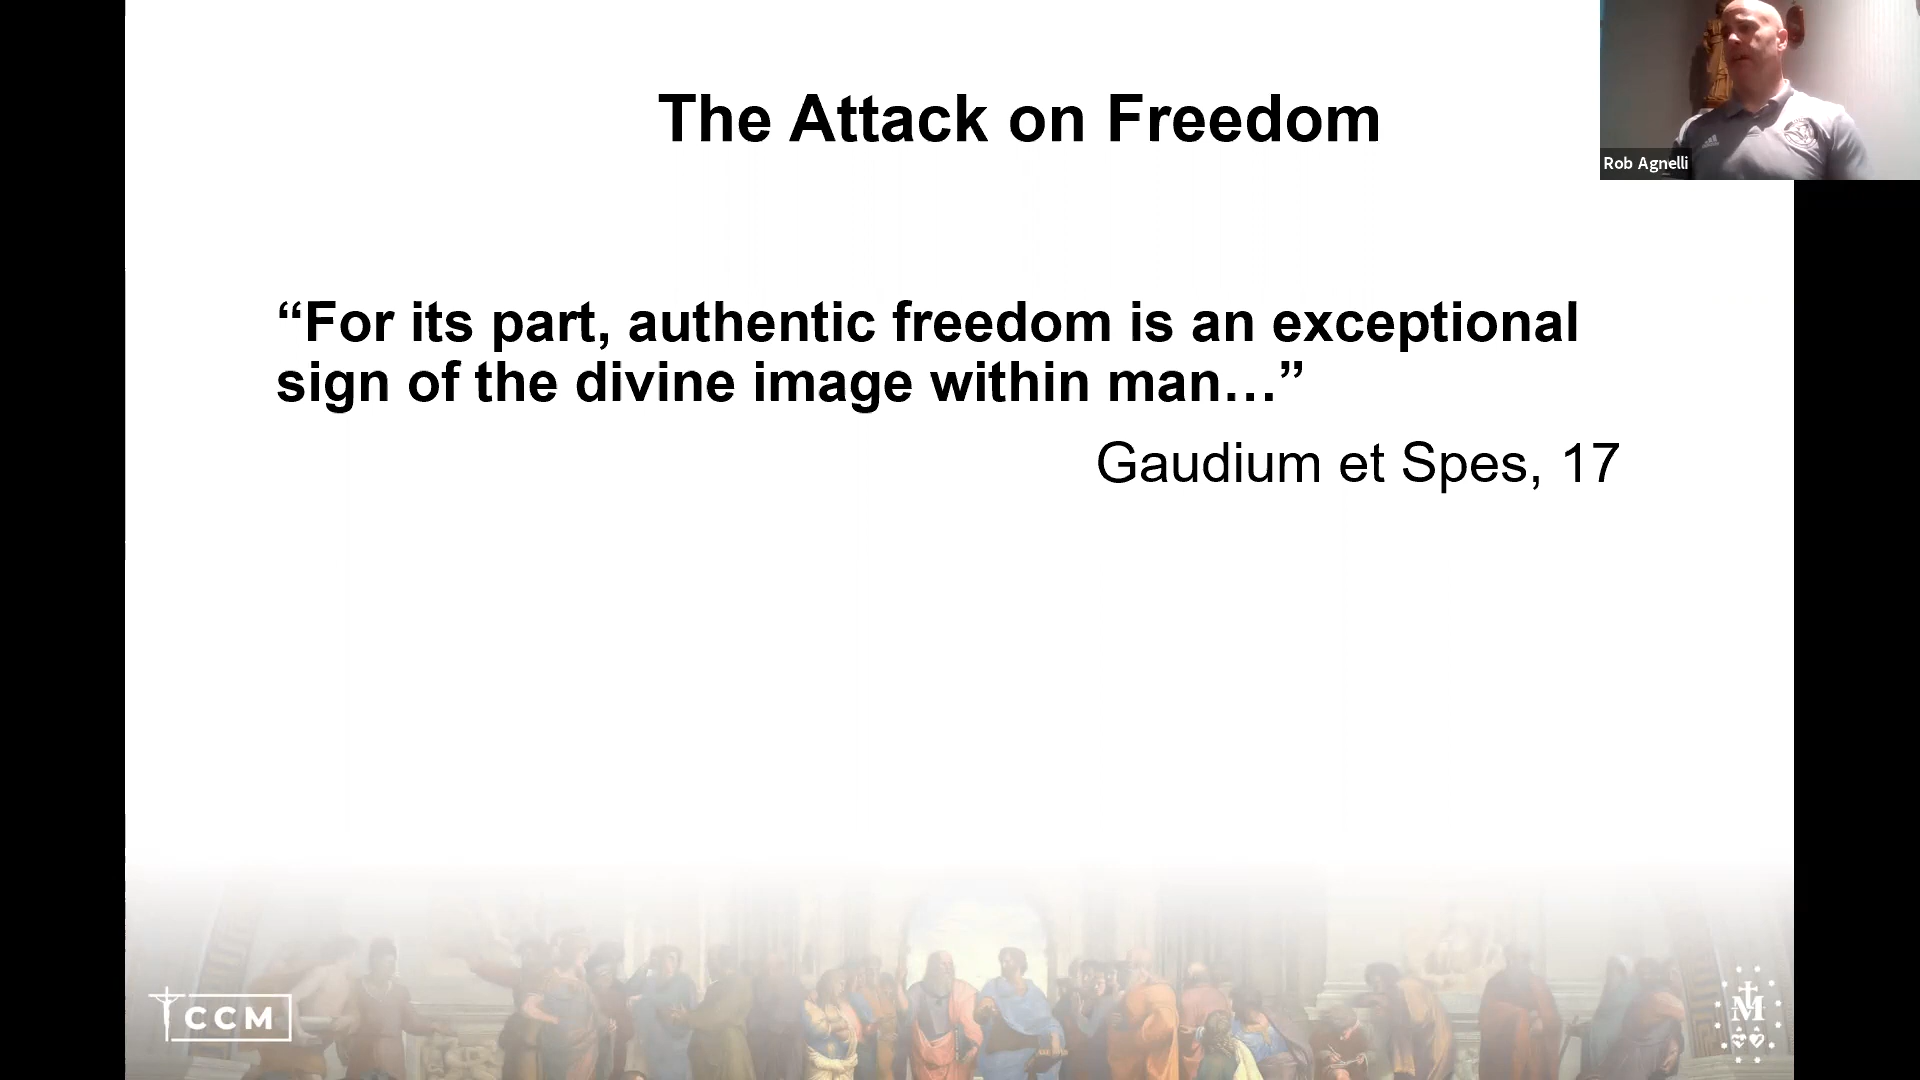 The Attack on Freedom
Rob Agnelli
“For its part, authentic freedom is an exceptional
sign of the divine image within man…”
Gaudium et Spes, 17
CCM
M